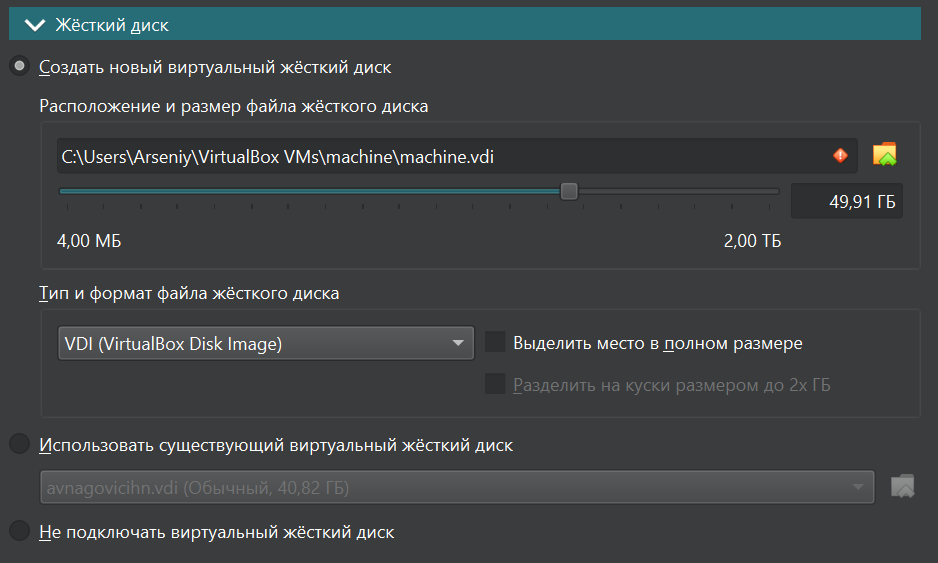 Жёсткий диск
Создать новый виртуальный жёсткий диск
Расположение и размер файла жёсткого диска
C:\Users\Arseniy\VirtualBox VMs\machine\machine.vdi
49,91 ГБ
4,00 МБ 2,00 ТБ
Тип и формат файла жёсткого диска
VDI (VirtualBox Disk Image) Выделить место в полном размере
Разделить на куски размером до 2х ГБ
Использовать существующий виртуальный жёсткий диск
avnagovicihn.vdi (Обычный, 40,82 ГБ)
Не подключать виртуальный жёсткий диск